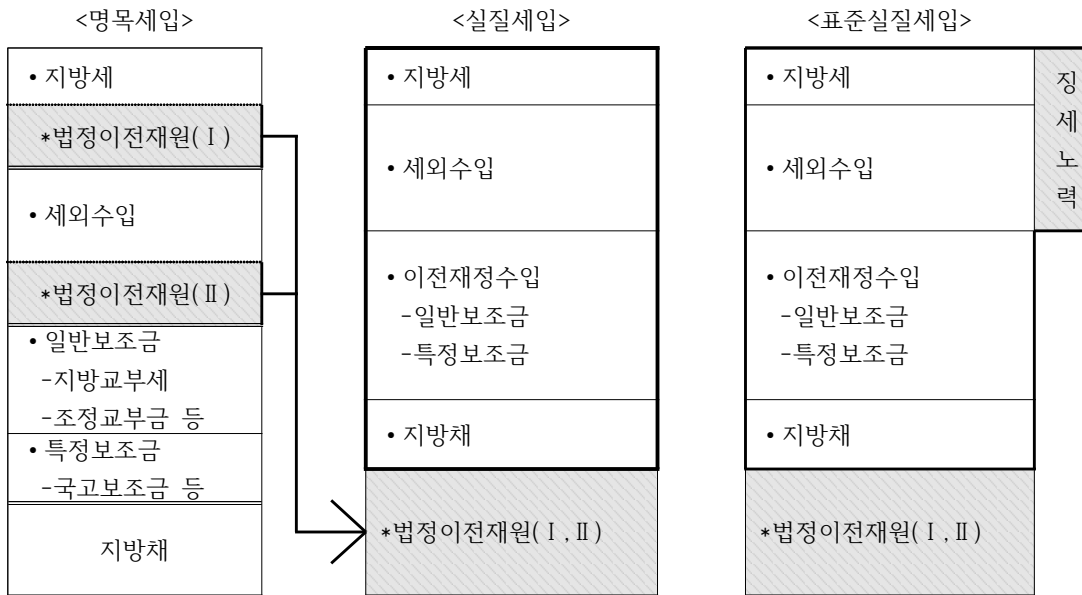 <명목세입>
• 지방세
*법정이전재원(Ⅰ)
• 세외수입
*법정이전재원(Ⅱ)
• 일반보조금
-지방교부세
-조정교부금 등
• 특정보조금
-국고보조금 등
지방채
<실질세입>
• 지방세
• 세외수입
• 이전재정수입
-일반보조금
-특정보조금
• 지방채
*법정이전재원(Ⅰ,Ⅱ)
<표준실질세입>
• 지방세
• 세외수입
• 이전재정수입
-일반보조금
-특정보조금
• 지방채
*법정이전재원(Ⅰ,Ⅱ)
징
세
노
력